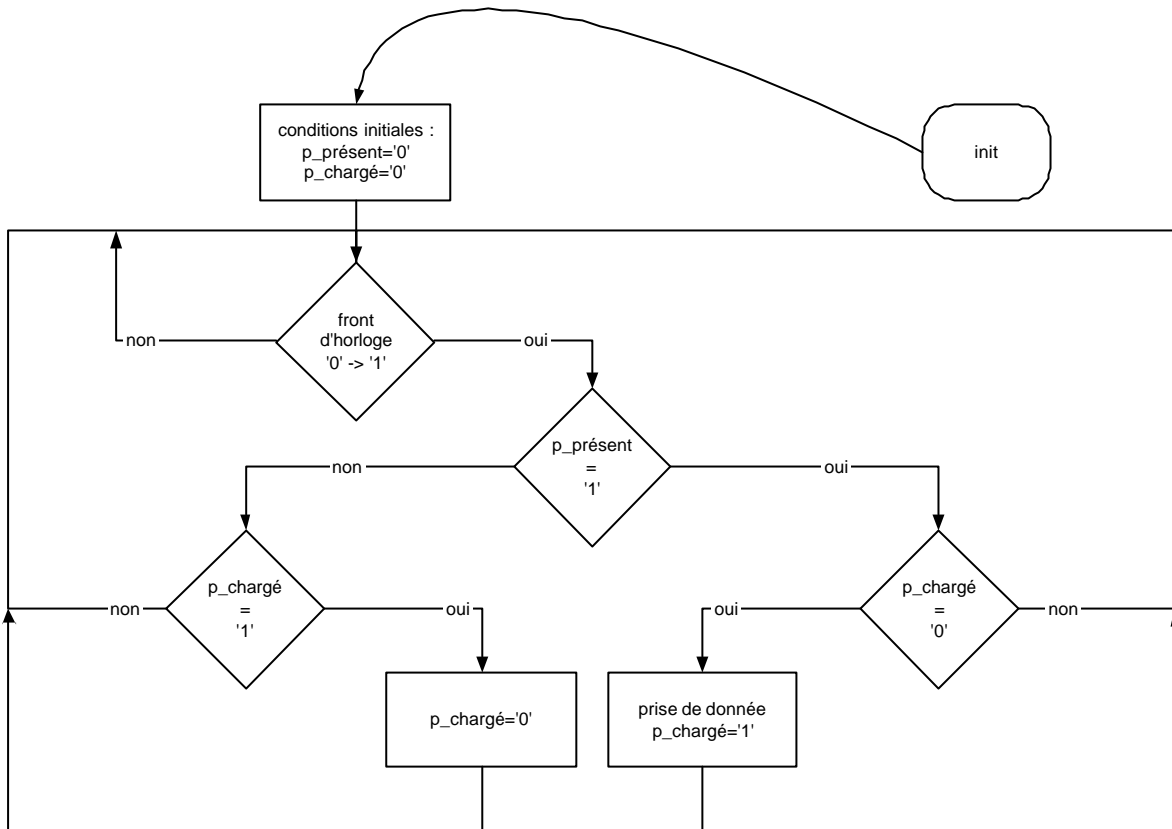 conditions initiales :
p_présent='0'
p_chargé='0'
init
front
d'horloge
'0' -> '1'
non
oui
p_présent
=
'1'
non
oui
p_chargé
=
'1'
non
oui
p_chargé
=
'0'
oui
non
p_chargé='0'
prise de donnée
p_chargé='1'